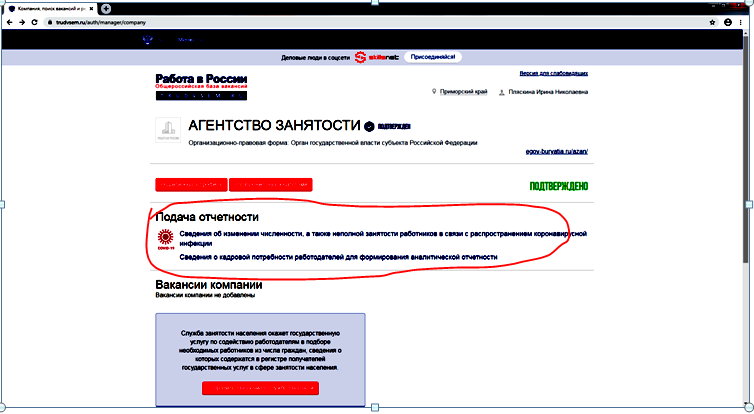 Компания, поиск вакансий и р
trudvsem.ru/auth/manager/company
Деловые люди в соцсети skillsnet Присоединяйся!
Версия для слабовидящих
Работа в России
Общероссийская база вакансий
Приморский край
Пляскина Ирина Николаевна
АГЕНТСТВО ЗАНЯТОСТИ ПОДТВЕРЖДЕН
Организационно-правовая форма: Орган государственной власти субъекта Российской Федерации
egov-buryatia.ru/azan/
ПОДТВЕРЖДЕНО
Подача отчетности
Сведения об изменении численности, а также неполной занятости работников в связи с распространением коронавирусной
инфекции
COVID-19
Сведения о кадровой потребности работодателей для формирования аналитической отчетности
Вакансии компании
Вакансии компании не добавлены
Служба занятости населения окажет государственную
услугу по содействию работодателям в подборе
необходимых работников из числа граждан, сведения о
которых содержатся в регистре получателей
государственных услуг в сфере занятости населения.